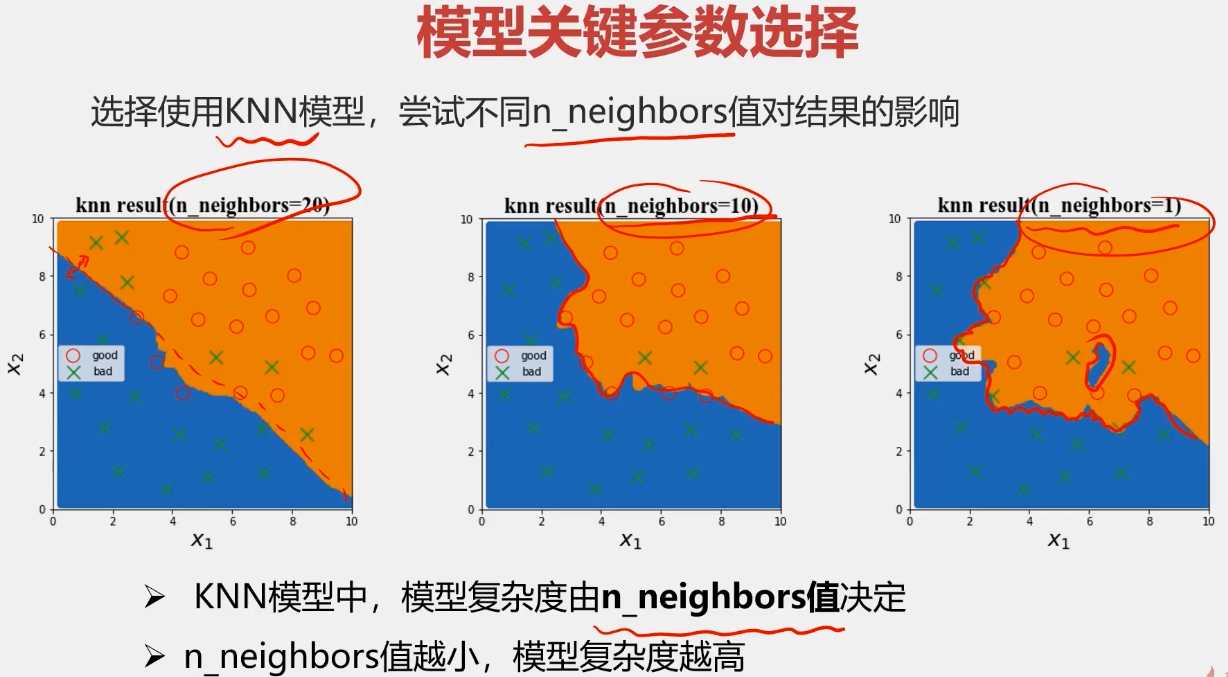 模型关键参数选择
选择使用KNN模型，尝试不同n_neighbors值对结果的影响
knn result(n_neighbors=20)
10
8
6
4
2
0
x2
good
bad
0 2 4 6 8 10
x1
knn result(n_neighbors=10)
10
8
6
4
2
0
x2
good
bad
0 2 4 6 8 10
x1
knn result(n_neighbors=1)
10
8
6
4
2
0
x2
good
bad
0 2 4 6 8 10
x1
➢ KNN模型中，模型复杂度由n_neighbors值决定
➢ n_neighbors值越小，模型复杂度越高